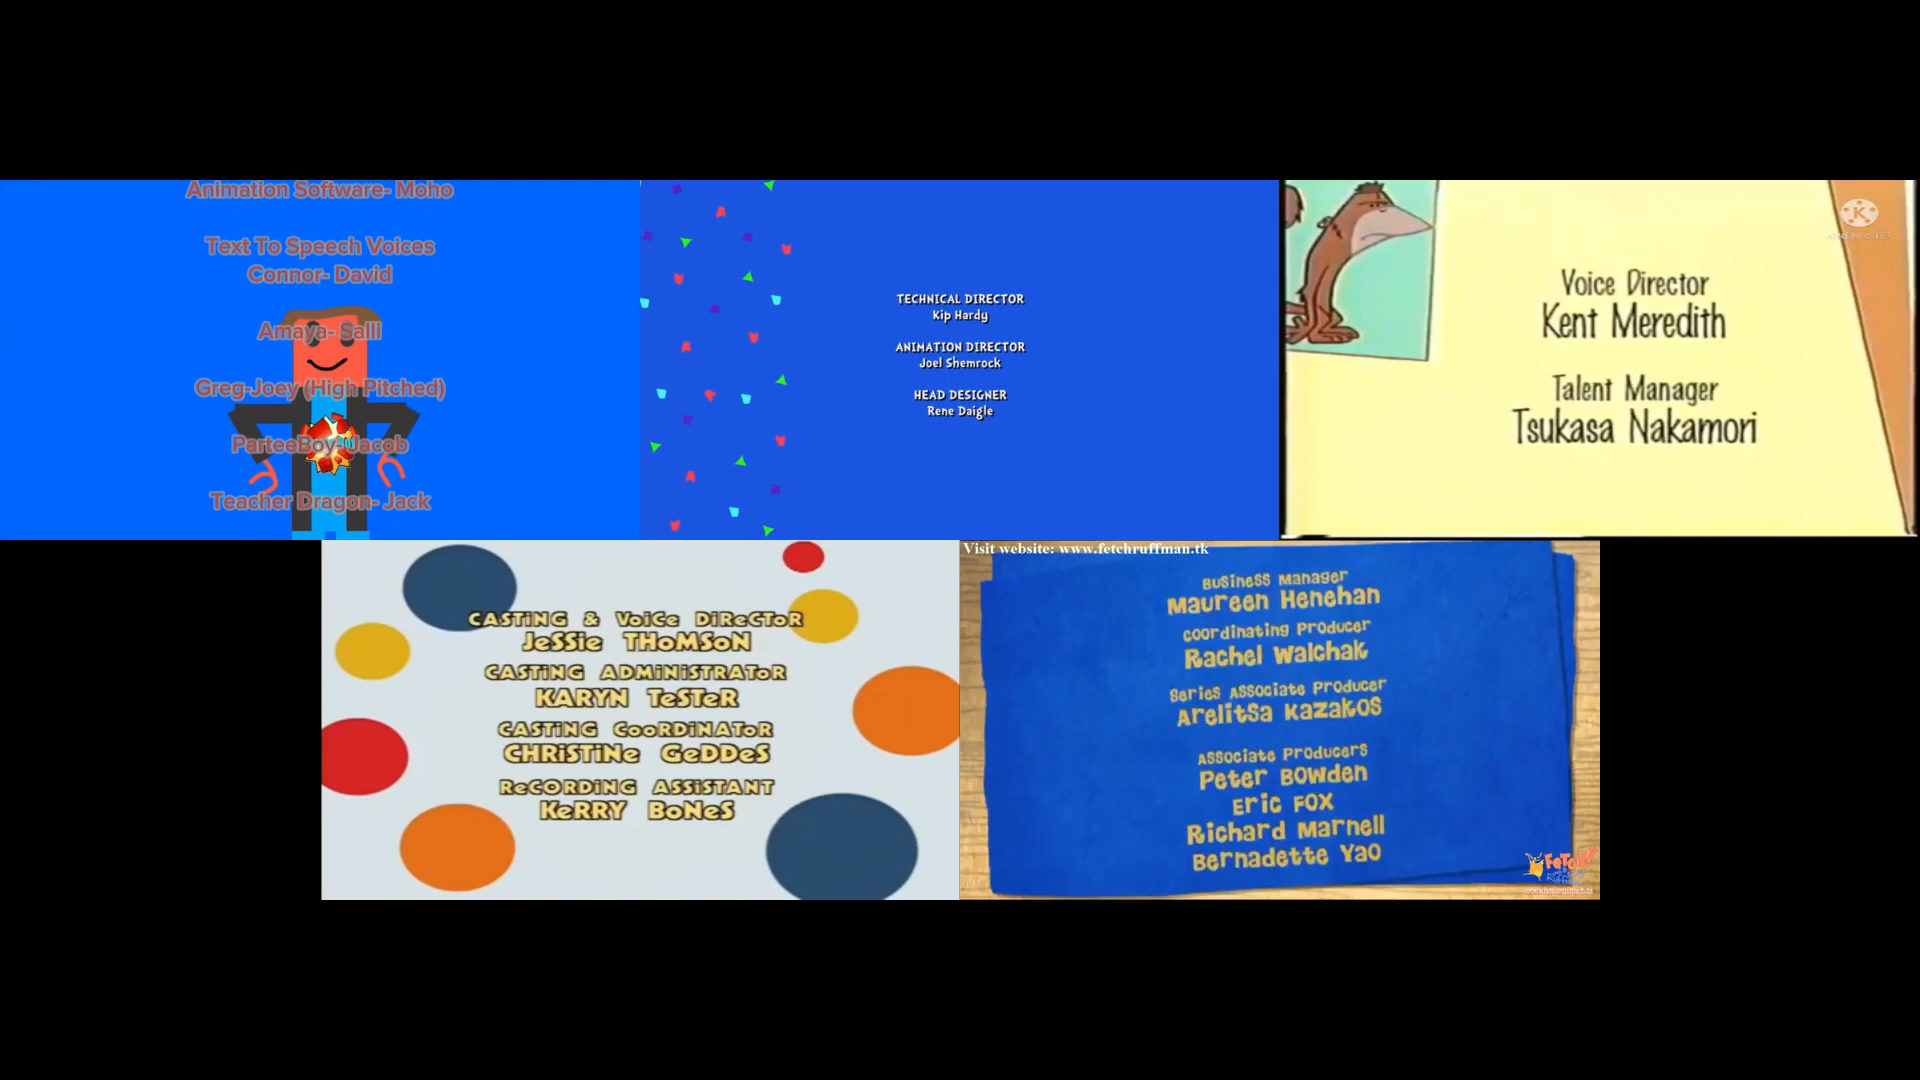 Animation Software- Moho
Text To Speech Voices
Connor- David
Amaya- Salli
Greg-Joey (High Pitched)
ParteeBoy- Jacob
Teacher Dragon- Jack
TECHNICAL DIRECTOR
Kip Hardy
ANIMATION DIRECTOR
Joel Shemrock
HEAD DESIGNER
Rene Daigle
K
Voice Director
Kent Meredith
Talent Manager
Tsukasa Nakamori
CASTiNG & VoiCe DiReCToR
JeSSie THoMSoN
CASTiNG ADMiNiSTRAToR
KARYN TeSTeR
CASTiNG CooRDiNAToR
CHRiSTiNe GeDDeS
ReCoRDiNG ASSiSTANT
KeRRY BoNeS
Visit website: www.fetchruffman.tk
Business Manager
Maureen Henehan
Coordinating Producer
Rachel Walchak
Series Associate Producer
Arelitsa Kazakos
Associate Producers
Peter Bowden
Eric Fox
Richard Marnell
Bernadette Yao
FETCH!